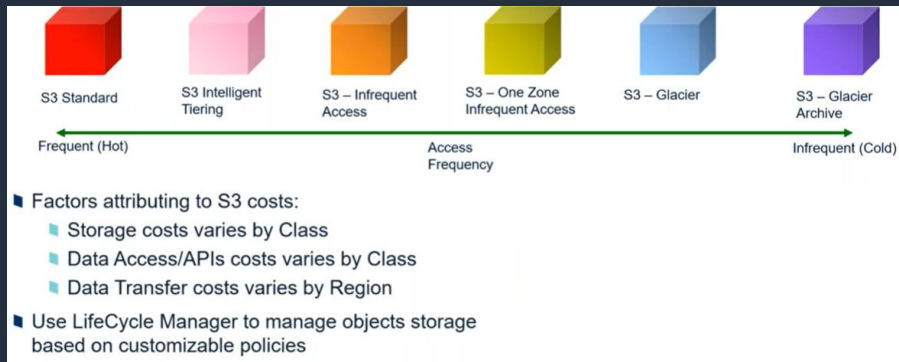 S3 Standard
S3 Intelligent
Tiering
S3 – Infrequent
Access
S3 – One Zone
Infrequent Access
S3 – Glacier
S3 – Glacier
Archive
Frequent (Hot)
Access
Frequency
Infrequent (Cold)
Factors attributing to S3 costs:
Storage costs varies by Class
Data Access/APIs costs varies by Class
Data Transfer costs varies by Region
Use LifeCycle Manager to manage objects storage
based on customizable policies